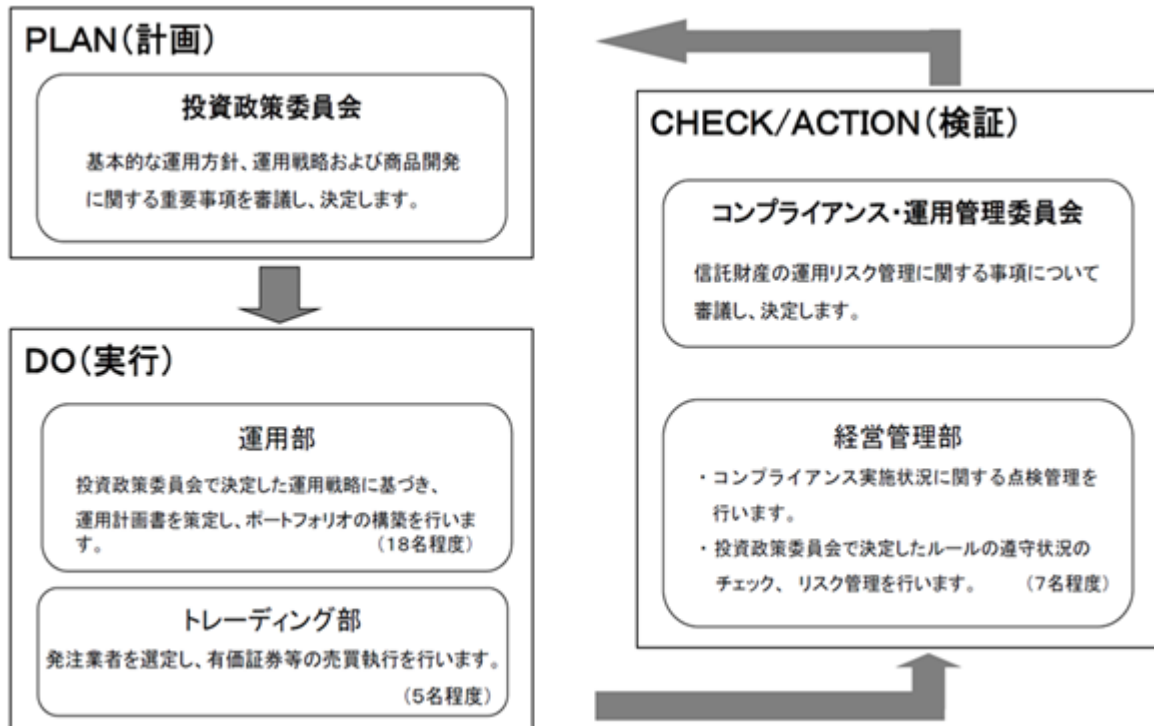 PLAN(計画)
投資政策委員会
基本的な運用方針、運用戦略および商品開発
に関する重要事項を審議し、決定します。
DO(実行)
運用部
投資政策委員会で決定した運用戦略に基づき、
運用計画書を策定し、ポートフォリオの構築を行いま
す。 (18名程度)
トレーディング部
発注業者を選定し、有価証券等の売買執行を行います。
(5名程度)
CHECK/ACTION(検証)
コンプライアンス・運用管理委員会
信託財産の運用リスク管理に関する事項について
審議し、決定します。
経営管理部
・コンプライアンス実施状況に関する点検管理を
行います。
・投資政策委員会で決定したルールの遵守状況の
チェック、リスク管理を行います。 (7名程度)